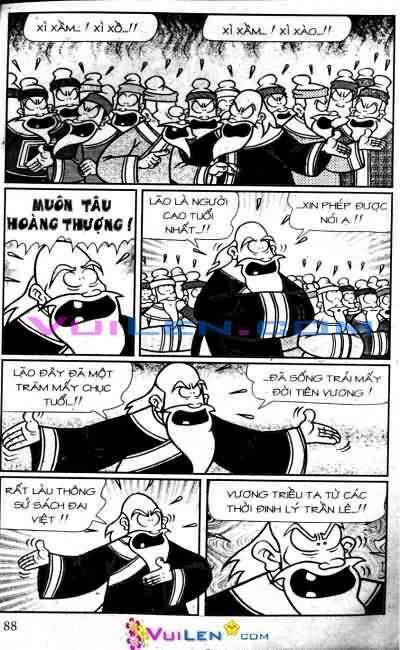 XÌ XẦM...! XÌ XỒ...!!
XÌ XẦM...! XÌ XÀO...!!
MUÔN TÂU
HOÀNG THƯỢNG!
LÃO LÀ NGƯỜI
CAO TUỔI
NHẤT...!!
...XIN PHÉP ĐƯỢC
NÓI Ạ!
VUILEN.COM
LÃO ĐÂY ĐÃ MỘT
TRĂM MẤY CHỤC
TUỔI...!!
...ĐÃ SỐNG TRẢI MẤY
ĐỜI TIÊN VƯƠNG!
RẤT LÀU THÔNG
SỬ SÁCH ĐẠI
VIỆT..!!
VƯƠNG TRIỀU TA TỪ CÁC
THỜI ĐINH LÝ TRẦN LÊ...!!
88
VUILEN.COM